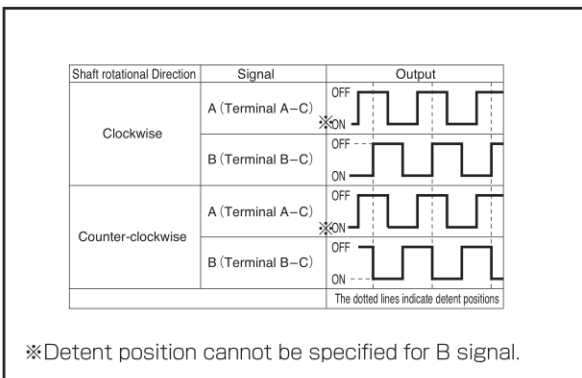 Shaft rotational Direction Signal Output
Clockwise
A (Terminal A–C)
OFF
※ON
B (Terminal B–C)
OFF
ON
Counter-clockwise
A (Terminal A–C)
OFF
※ON
B (Terminal B–C)
OFF
ON
The dotted lines indicate detent positions
※Detent position cannot be specified for B signal.